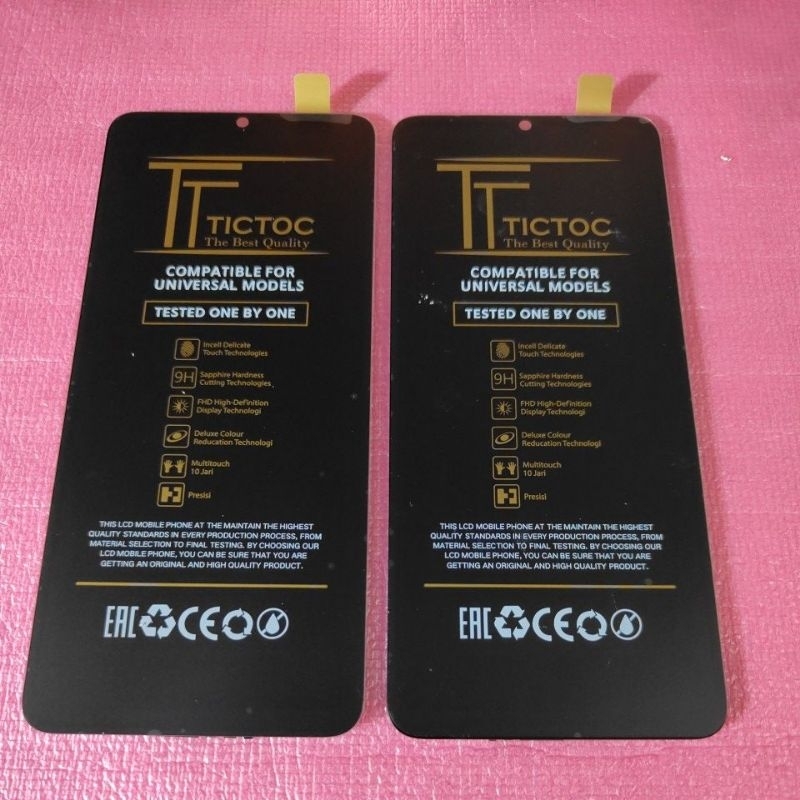 TT TICTOC
The Best Quality
COMPATIBLE FOR
UNIVERSAL MODELS
TESTED ONE BY ONE
Incell Delicate
Touch Technologies
9H
Sapphire Hardness
Cutting Technologies
FHD High-Definition
Display Technologi
Deluxe Colour
Reducation Technologi
Multitouch
10 Jari
Presisi
THIS LCD MOBILE PHONE AT THE MAINTAIN THE HIGHEST
QUALITY STANDARDS IN EVERY PRODUCTION PROCESS, FROM
MATERIAL SELECTION TO FINAL TESTING. BY CHOOSING OUR
LCD MOBILE PHONE, YOU CAN BE SURE THAT YOU ARE
GETTING AN ORIGINAL AND HIGH QUALITY PRODUCT.
EAC CE
TT TICTOC
The Best Quality
COMPATIBLE FOR
UNIVERSAL MODELS
TESTED ONE BY ONE
Incell Delicate
Touch Technologies
9H
Sapphire Hardness
Cutting Technologies
FHD High-Definition
Display Technologi
Deluxe Colour
Reducation Technologi
Multitouch
10 Jari
Presisi
THIS LCD MOBILE PHONE AT THE MAINTAIN THE HIGHEST
QUALITY STANDARDS IN EVERY PRODUCTION PROCESS, FROM
MATERIAL SELECTION TO FINAL TESTING. BY CHOOSING OUR
LCD MOBILE PHONE, YOU CAN BE SURE THAT YOU ARE
GETTING AN ORIGINAL AND HIGH QUALITY PRODUCT.
EAC CE